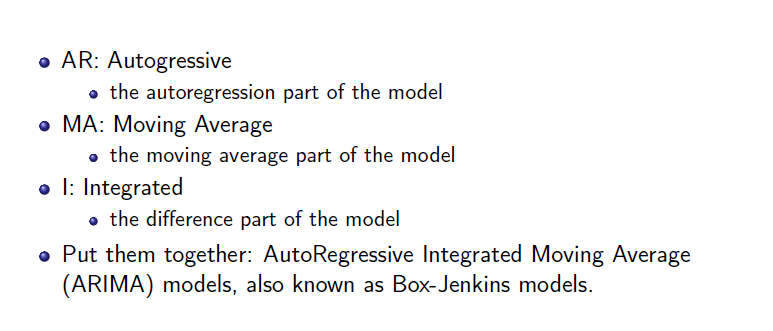 AR: Autogressive
the autoregression part of the model
MA: Moving Average
the moving average part of the model
I: Integrated
the difference part of the model
Put them together: AutoRegressive Integrated Moving Average
(ARIMA) models, also known as Box-Jenkins models.